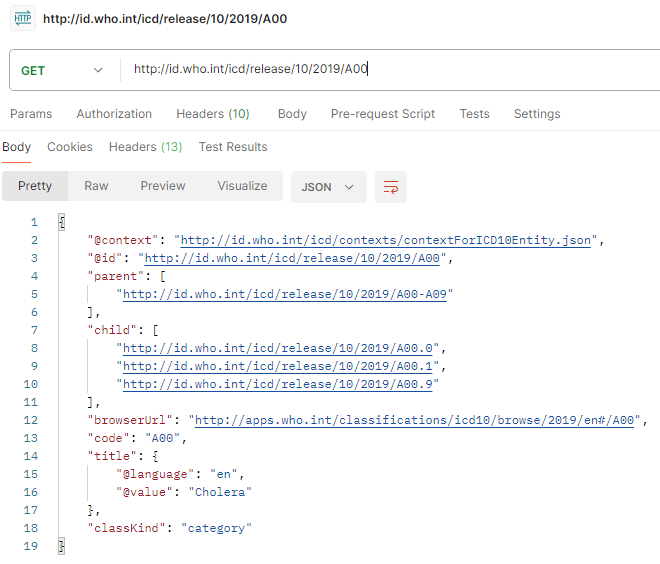 HTTP http://id.who.int/icd/release/10/2019/A00
GET http://id.who.int/icd/release/10/2019/A00
Params Authorization Headers (10) Body Pre-request Script Tests Settings
Body Cookies Headers (13) Test Results
Pretty Raw Preview Visualize JSON
1 {
2 "@context": "http://id.who.int/icd/contexts/contextForICD10Entity.json",
3 "@id": "http://id.who.int/icd/release/10/2019/A00",
4 "parent": [
5 "http://id.who.int/icd/release/10/2019/A00-A09"
6 ],
7 "child": [
8 "http://id.who.int/icd/release/10/2019/A00.0",
9 "http://id.who.int/icd/release/10/2019/A00.1",
10 "http://id.who.int/icd/release/10/2019/A00.9"
11 ],
12 "browserUrl": "http://apps.who.int/classifications/icd10/browse/2019/en#/A00",
13 "code": "A00",
14 "title": {
15 "@language": "en",
16 "@value": "Cholera"
17 },
18 "classKind": "category"
19 }